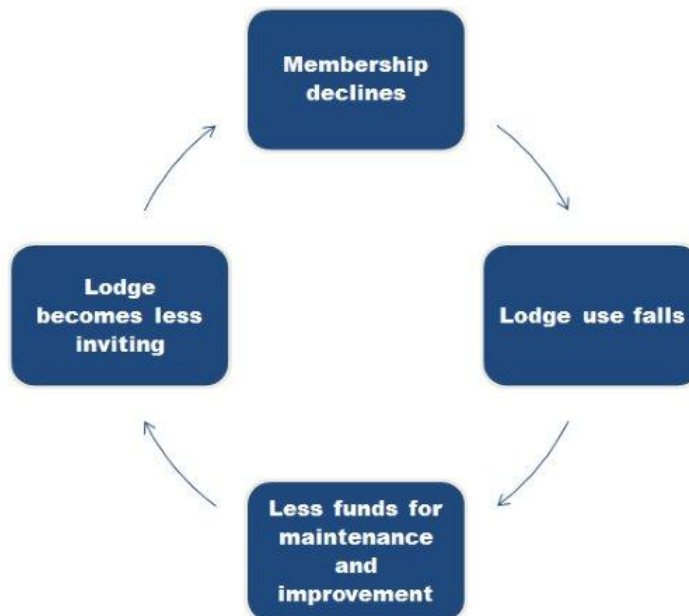 Membership
declines
Lodge use falls
Less funds for
maintenance
and
improvement
Lodge
becomes less
inviting